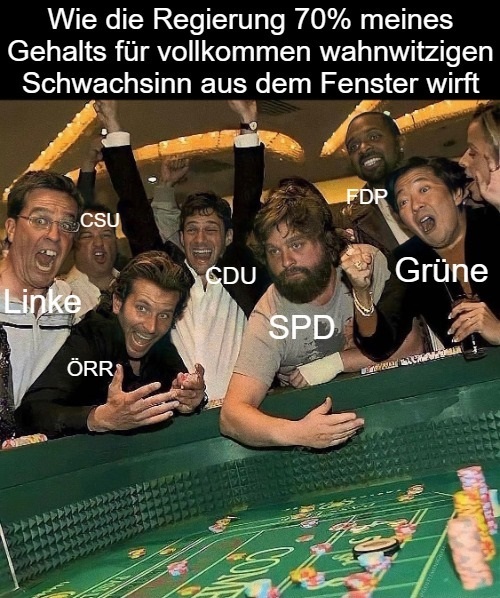 Wie die Regierung 70% meines
Gehalts für vollkommen wahnwitzigen
Schwachsinn aus dem Fenster wirft
FDP
CSU
CDU
Grüne
Linke
SPD
ÖRR
COME